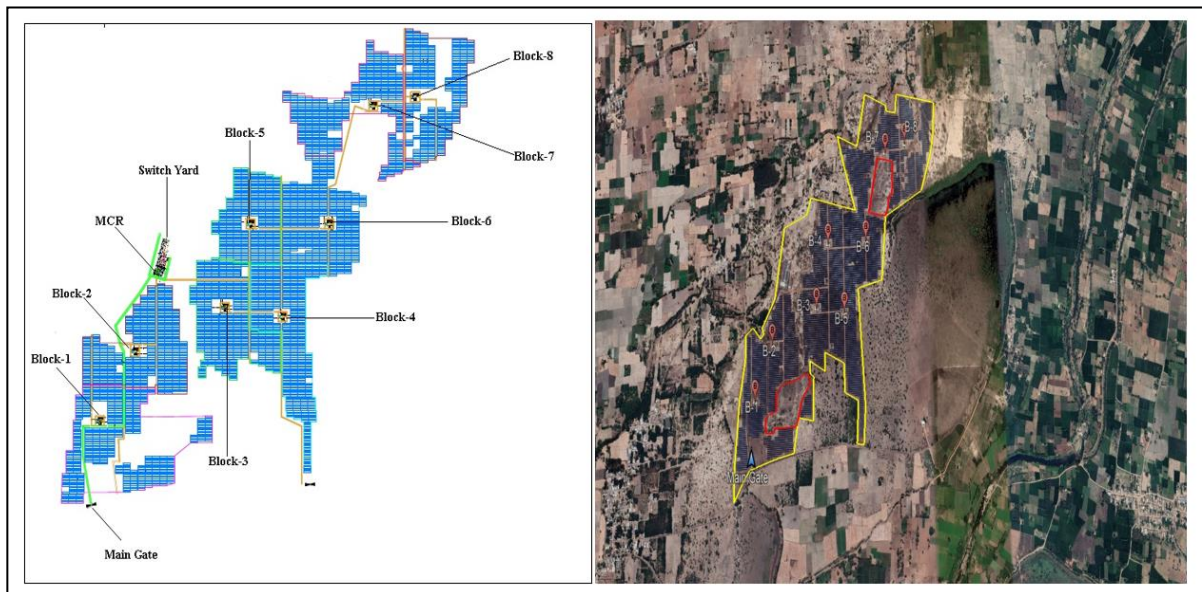 Block-8
Block-5
Block-7
Switch Yard
MCR
Block-6
Block-2
Block-4
Block-1
Block-3
Main Gate
B-7
B-8
B-4
B-6
B-3
B-5
B-2
B-1
Main Gate